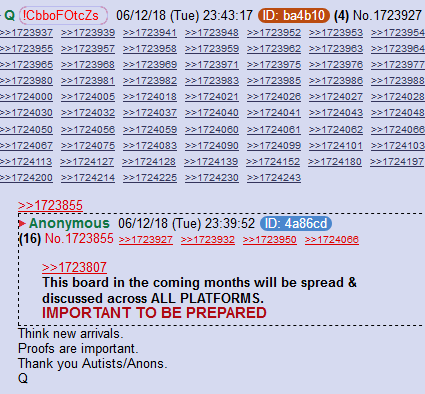 Q !CbboFOtcZs 06/12/18 (Tue) 23:43:17 ID: ba4b10 (4) No.1723927
>>1723937 >>1723939 >>1723941 >>1723948 >>1723952 >>1723953 >>1723954
>>1723955 >>1723957 >>1723958 >>1723959 >>1723962 >>1723963 >>1723964
>>1723965 >>1723968 >>1723969 >>1723971 >>1723975 >>1723976 >>1723977
>>1723980 >>1723981 >>1723982 >>1723983 >>1723985 >>1723986 >>1723998
>>1724000 >>1724005 >>1724018 >>1724021 >>1724026 >>1724027 >>1724028
>>1724030 >>1724032 >>1724037 >>1724040 >>1724041 >>1724043 >>1724048
>>1724050 >>1724056 >>1724059 >>1724060 >>1724061 >>1724062 >>1724066
>>1724067 >>1724075 >>1724083 >>1724090 >>1724099 >>1724101 >>1724103
>>1724113 >>1724127 >>1724128 >>1724139 >>1724152 >>1724180 >>1724197
>>1724200 >>1724214 >>1724225 >>1724230 >>1724243
>>1723855
Anonymous 06/12/18 (Tue) 23:39:52 ID: 4a86cd
(16) No.1723855 >>1723927 >>1723932 >>1723950 >>1724066
>>1723807
This board in the coming months will be spread &
discussed across ALL PLATFORMS.
IMPORTANT TO BE PREPARED
Think new arrivals.
Proofs are important.
Thank you Autists/Anons.
Q